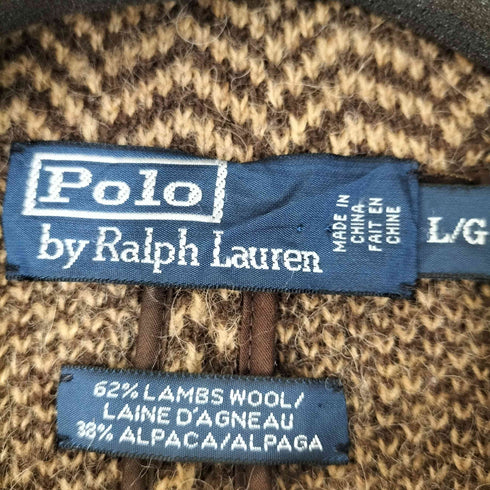 Polo
by Ralph Lauren
MADE IN
CHINA
FAIT EN
CHINE
L/G
62% LAMBS WOOL/
LAINE D'AGNEAU
38% ALPACA/ALPAGA